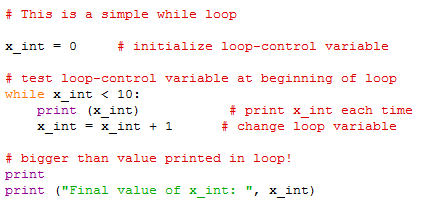 # This is a simple while loop
x_int = 0 # initialize loop-control variable
# test loop-control variable at beginning of loop
while x_int < 10:
print (x_int) # print x_int each time
x_int = x_int + 1 # change loop variable
# bigger than value printed in loop!
print
print ("Final value of x_int: ", x_int)